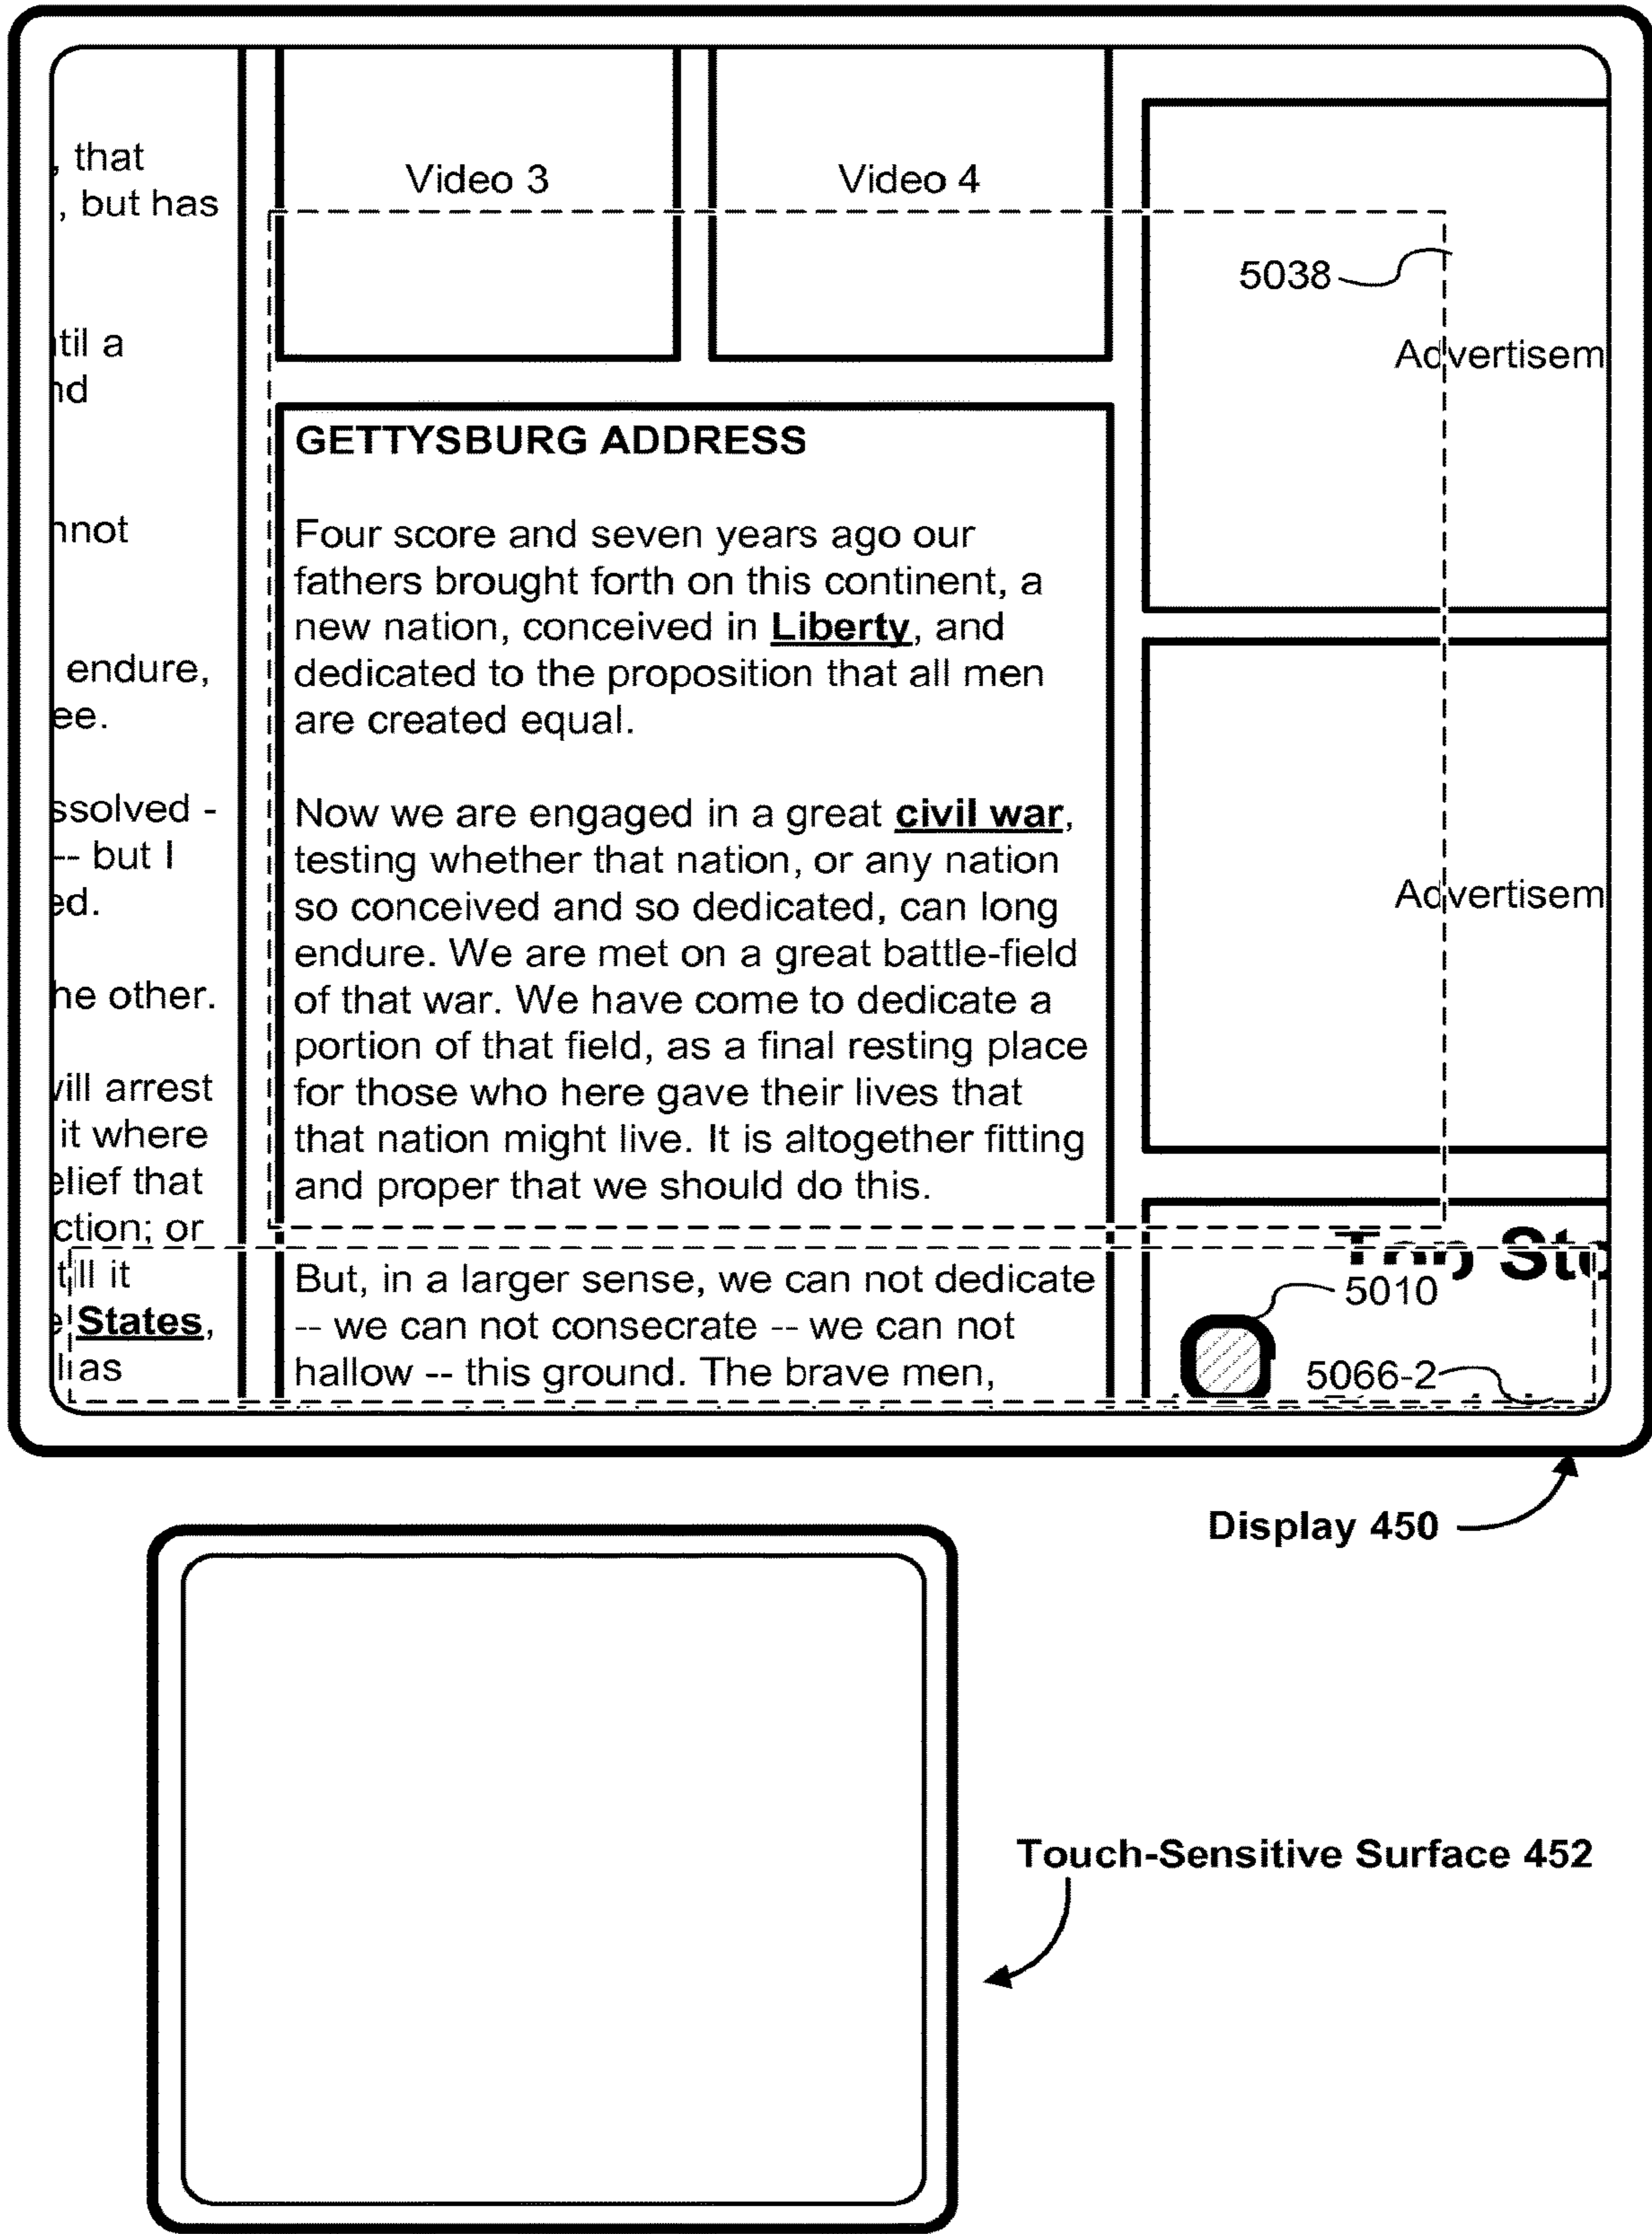 , that
, but has
til a
nd
nnot
endure,
ee.
ssolved -
-- but I
ed.
he other.
vill arrest
it where
elief that
ction; or
till it
States,
as
Video 3
Video 4
5038
Advertisem
GETTYSBURG ADDRESS
Four score and seven years ago our
fathers brought forth on this continent, a
new nation, conceived in Liberty, and
dedicated to the proposition that all men
are created equal.
Now we are engaged in a great civil war,
testing whether that nation, or any nation
so conceived and so dedicated, can long
endure. We are met on a great battle-field
of that war. We have come to dedicate a
portion of that field, as a final resting place
for those who here gave their lives that
that nation might live. It is altogether fitting
and proper that we should do this.
But, in a larger sense, we can not dedicate
-- we can not consecrate -- we can not
hallow -- this ground. The brave men,
Advertisem
Sto
5010
5066-2
Display 450
Touch-Sensitive Surface 452